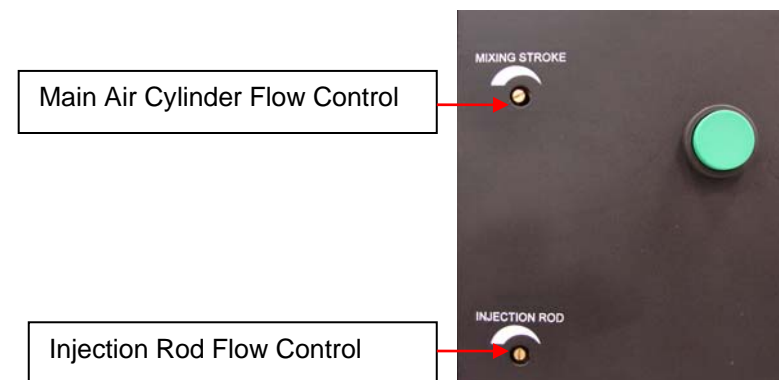 MIXING STROKE
Main Air Cylinder Flow Control
INJECTION ROD
Injection Rod Flow Control